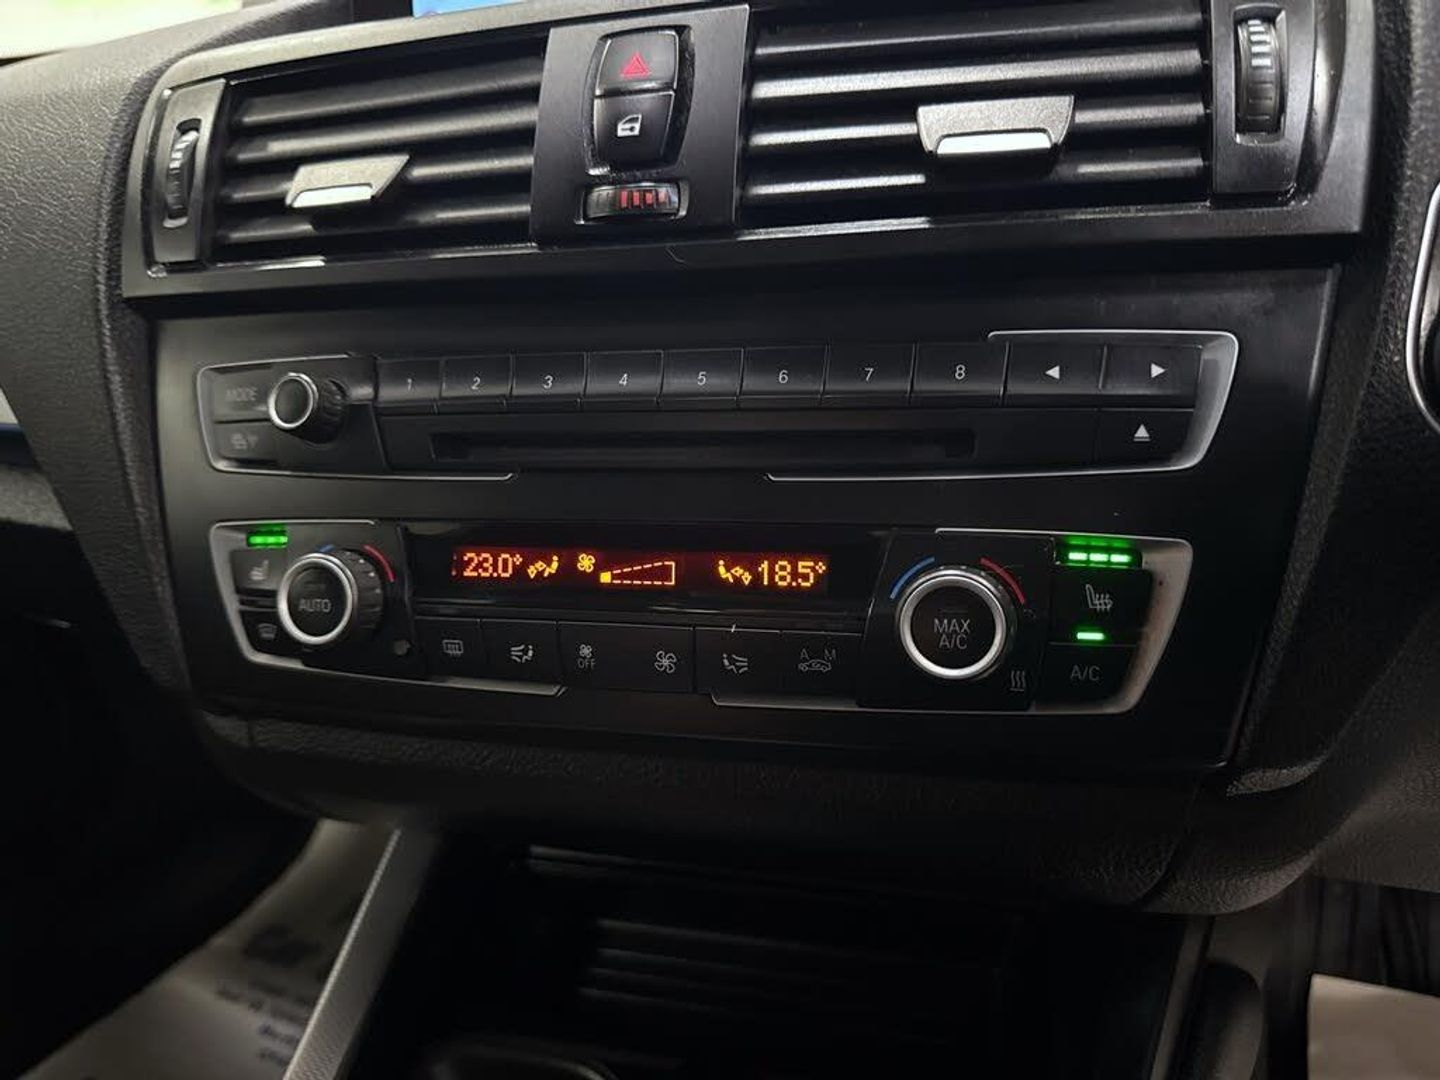 MODE 1 2 3 4 5 6 7 8
23.0° 18.5°
AUTO
OFF
A M
MAX
A/C
A/C